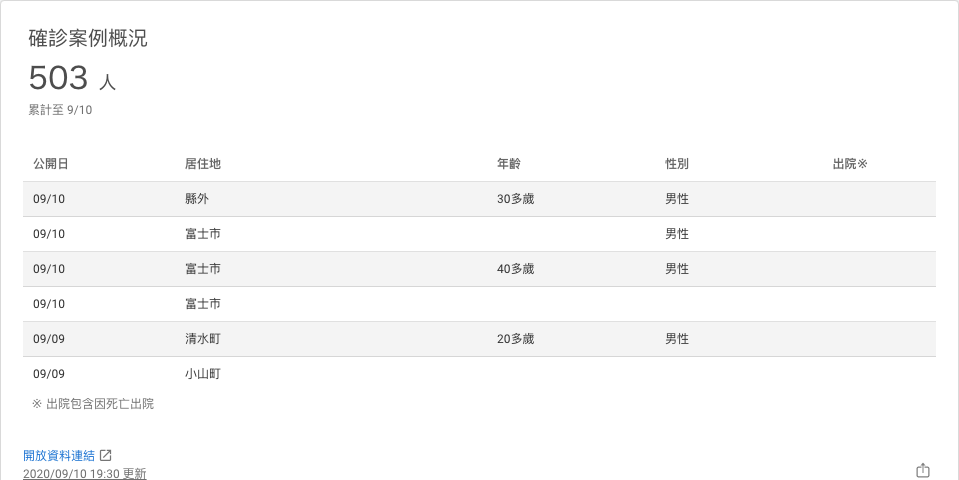 確診案例概況
503 人
累計至 9/10
公開日 居住地 年齡 性別 出院※
09/10 縣外 30多歲 男性
09/10 富士市 男性
09/10 富士市 40多歲 男性
09/10 富士市
09/09 清水町 20多歲 男性
09/09 小山町
※ 出院包含因死亡出院
開放資料連結
2020/09/10 19:30 更新